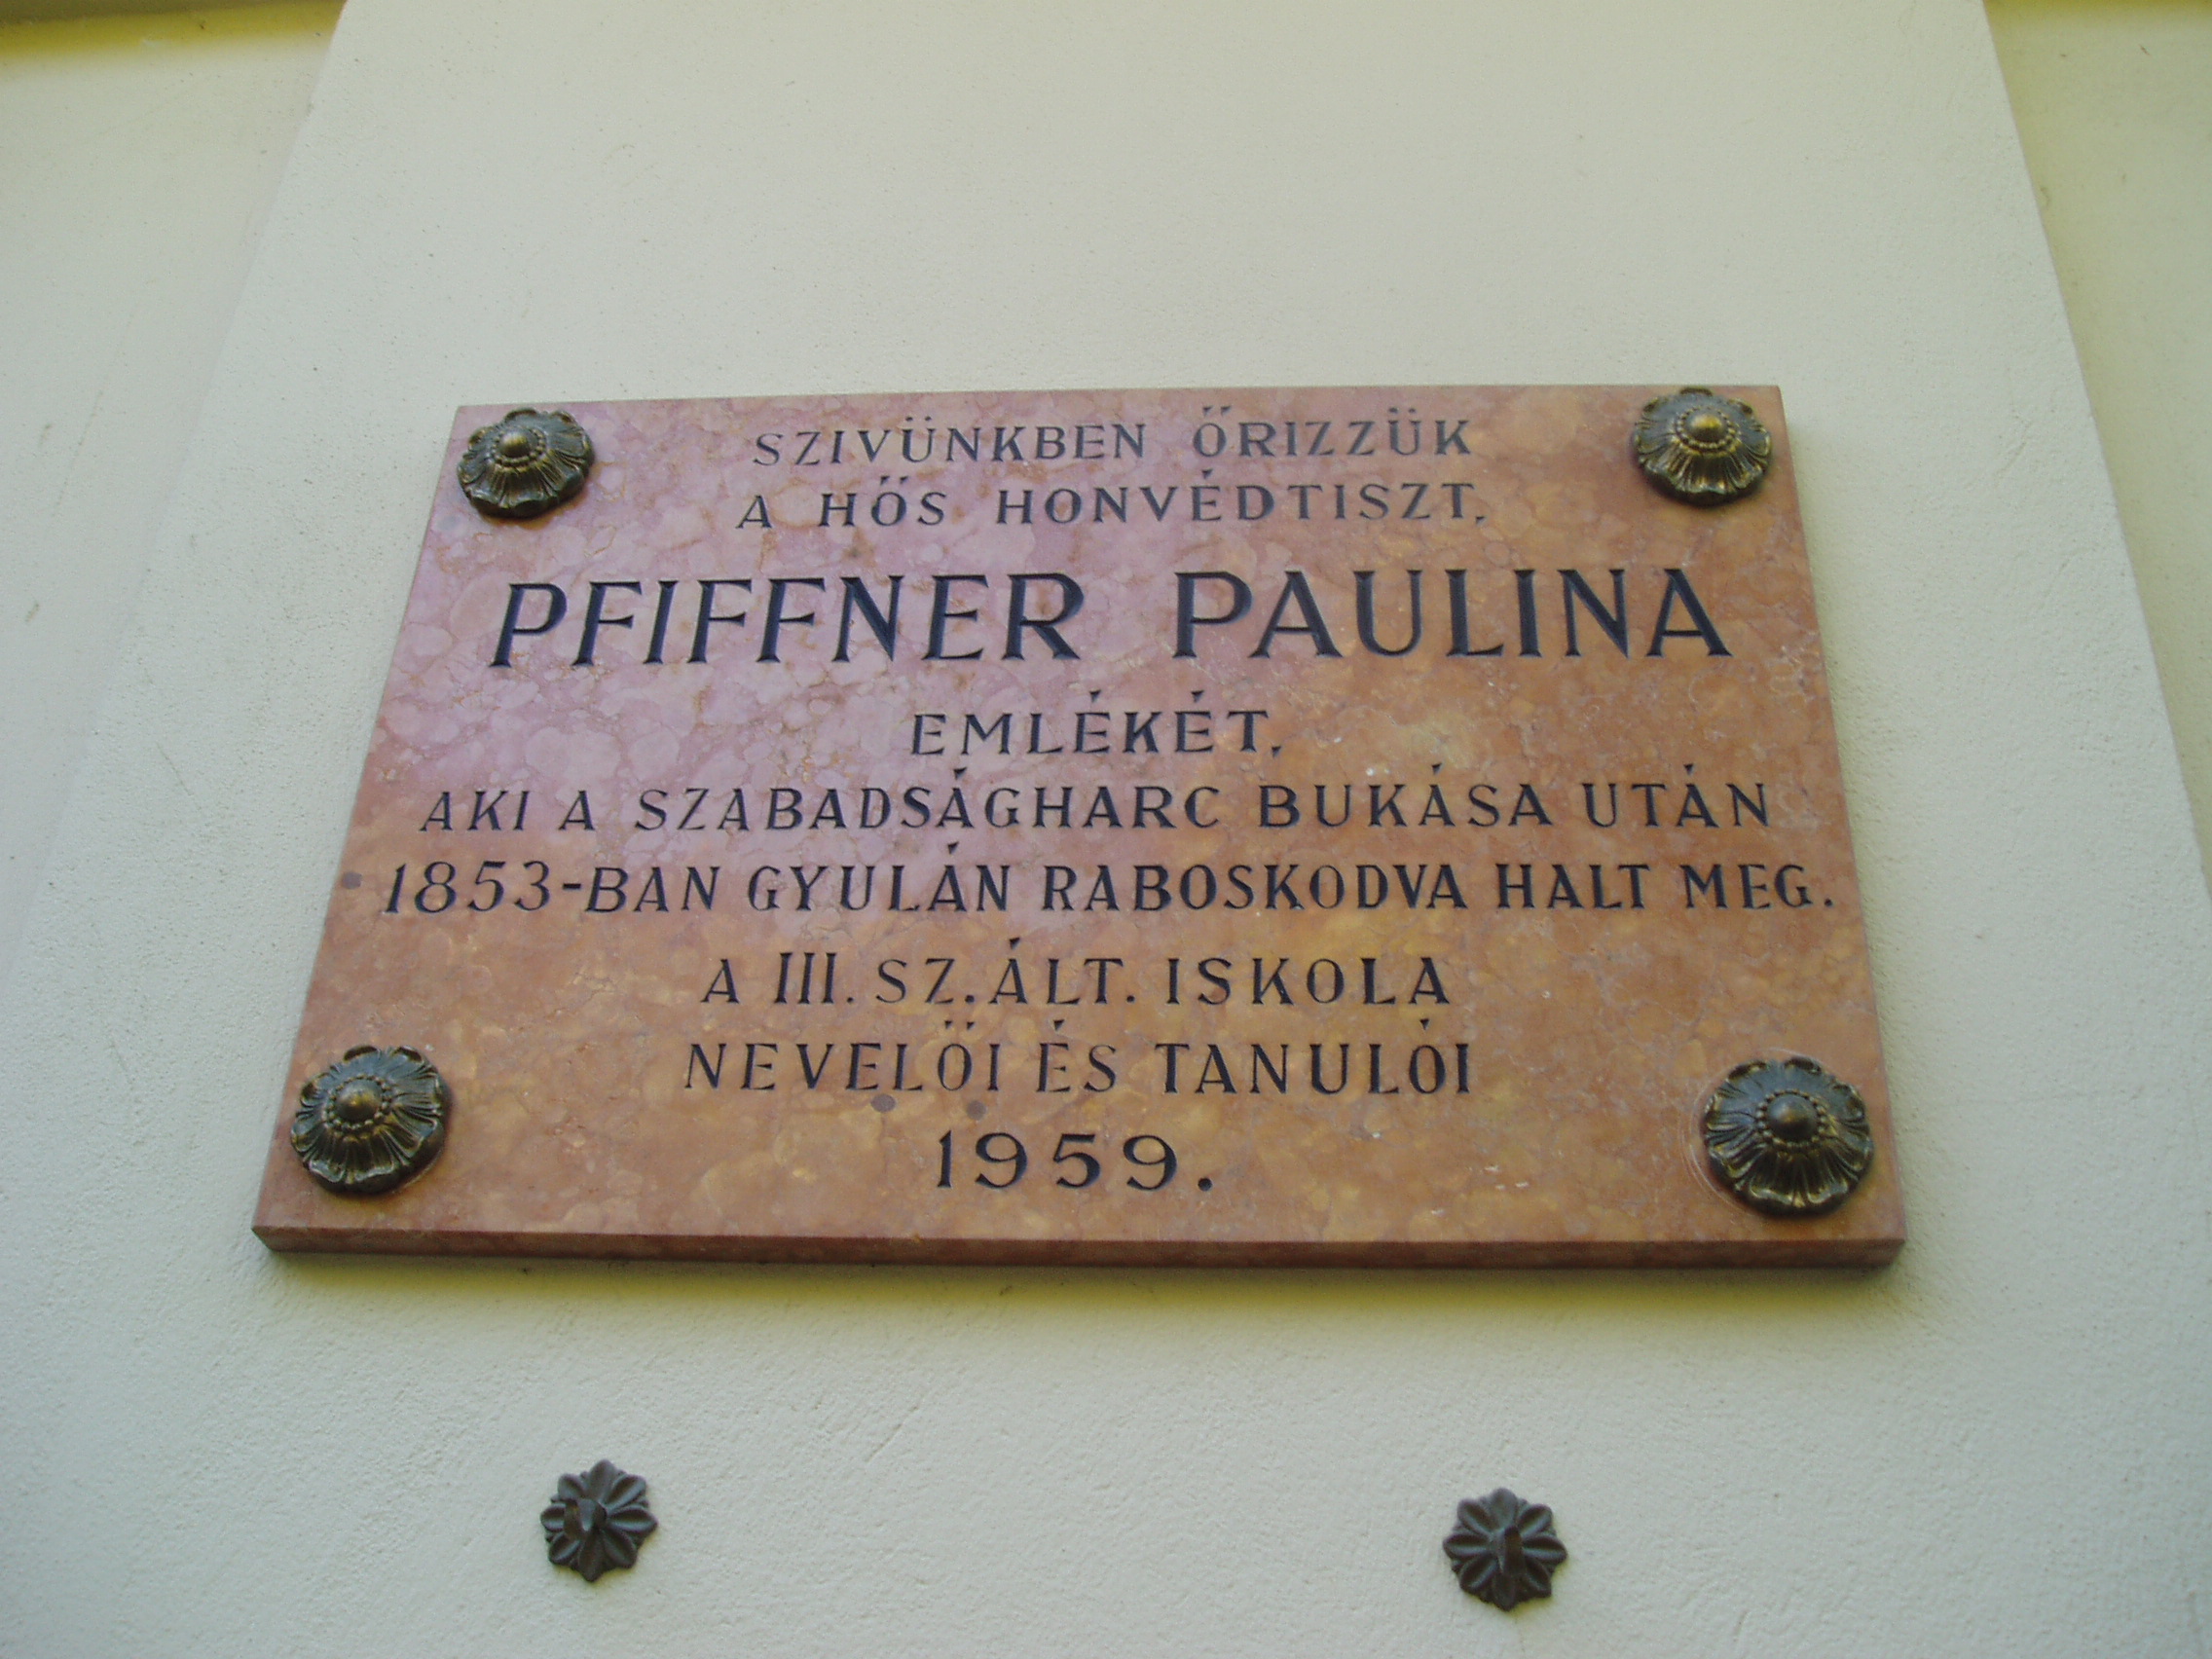 SZIVÜNKBEN ŐRIZZÜK
A HŐS HONVÉDTISZT,
PFIFFNER PAULINA
EMLÉKÉT,
AKI A SZABADSÁGHARC BUKÁSA UTÁN
1853-BAN GYULÁN RABOSKODVA HALT MEG.
A III. SZ. ÁLT. ISKOLA
NEVELŐI ÉS TANULÓI
1959.